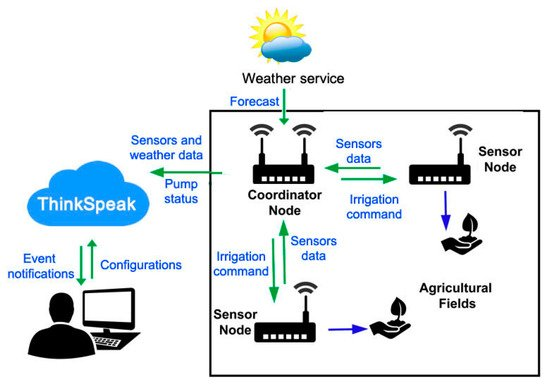 Weather service
Forecast
Sensors and
weather data
Pump
status
ThinkSpeak
Event
notifications
Configurations
Coordinator
Node
Sensors
data
Irrigation
command
Sensor
Node
Irrigation
command
Sensors
data
Sensor
Node
Agricultural
Fields